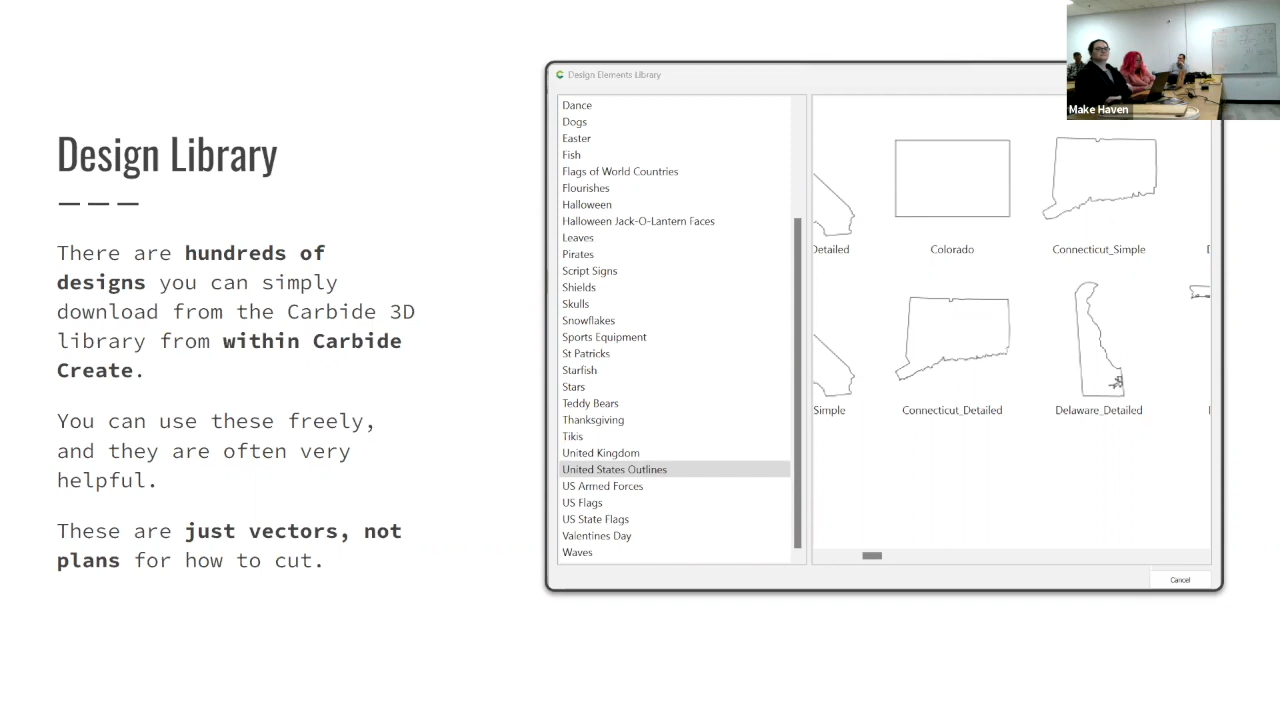 Design Library
There are hundreds of
designs you can simply
download from the Carbide 3D
library from within Carbide
Create.
You can use these freely,
and they are often very
helpful.
These are just vectors, not
plans for how to cut.
Design Elements Library
Dance
Dogs
Easter
Fish
Flags of World Countries
Flourishes
Halloween
Halloween Jack-O-Lantern Faces
Leaves
Pirates
Script Signs
Shields
Skulls
Snowflakes
Sports Equipment
St Patricks
Starfish
Stars
Teddy Bears
Thanksgiving
Tikis
United Kingdom
United States Outlines
US Armed Forces
US Flags
US State Flags
Valentines Day
Waves
Detailed
Colorado
Connecticut_Simple
Simple
Connecticut_Detailed
Delaware_Detailed
Cancel
Make Haven